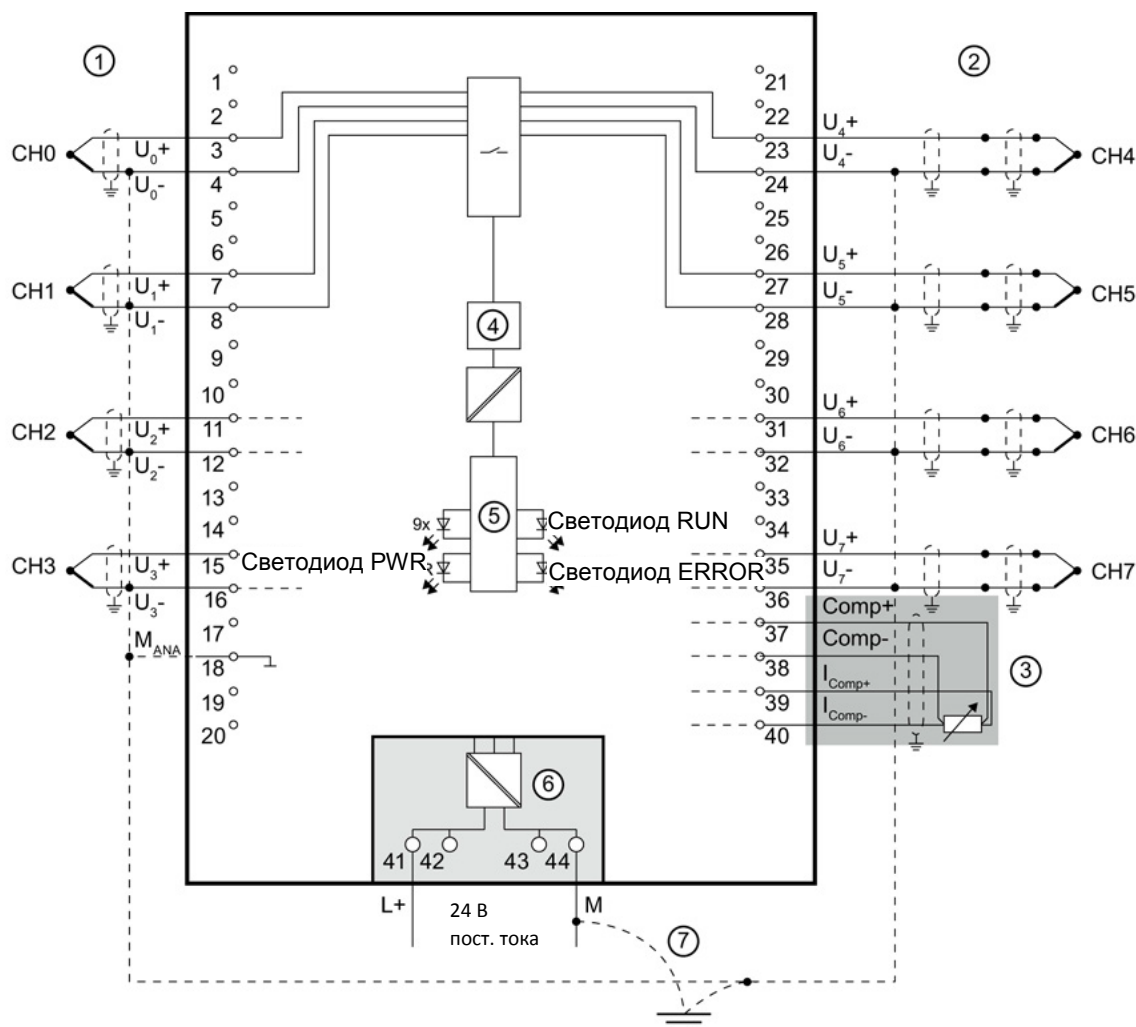 ① ②
1 21
2 22
CH0 U₀+ 3 23 U₄+ CH4
U₀- 4 24 U₄-
5 25
6 26
CH1 U₁+ 7 27 U₅+ CH5
U₁- 8 28 U₅-
④
9 29
10 30
CH2 U₂+ 11 31 U₆+ CH6
U₂- 12 32 U₆-
13 33
14 34
9x ⑤ Светодиод RUN
CH3 U₃+ 15 35 U₇+ CH7
Светодиод PWR Светодиод ERROR
U₃- 16 36 U₇-
17 37 Comp+
M_ANA 18 38 Comp-
③
19 39 I_Comp+
20 40 I_Comp-
⑥
41 42 43 44
L+ 24 В M
пост. тока
⑦